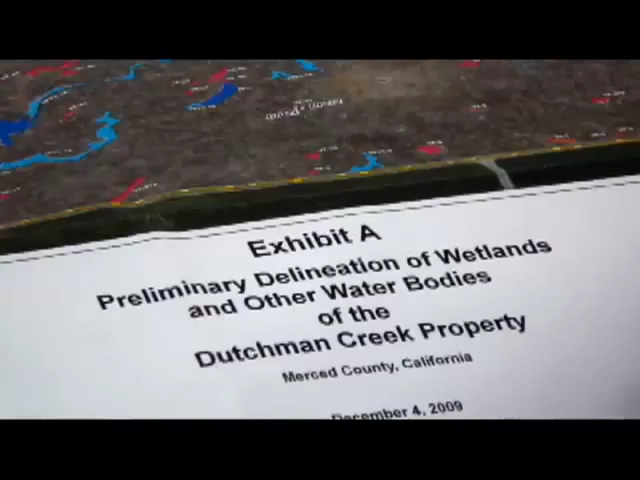 Exhibit A
Preliminary Delineation of Wetlands
and Other Water Bodies
of the
Dutchman Creek Property
Merced County, California
December 4, 2009